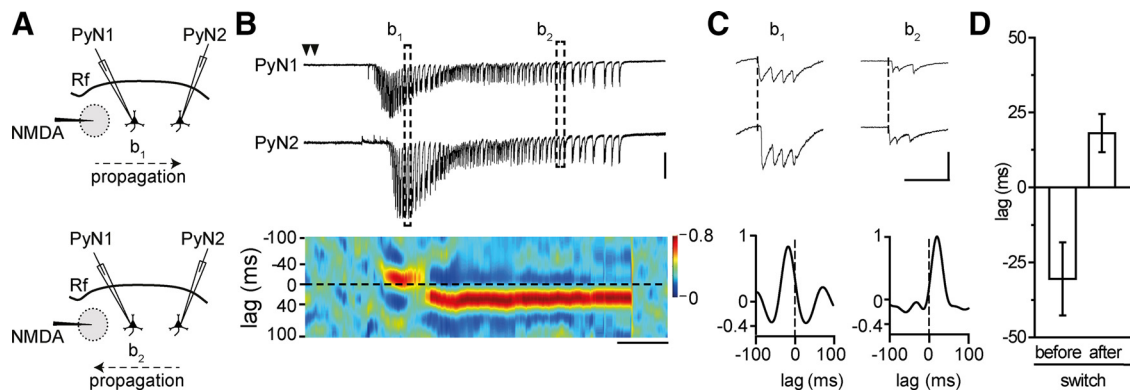 A
PyN1
PyN2
Rf
NMDA
b1
propagation
PyN1
PyN2
Rf
NMDA
b2
propagation
B
b1
b2
PyN1
PyN2
-100
-40
0
40
100
lag (ms)
0.8
0
C
b1
b2
1
0
-0.4
-100
0
100
lag (ms)
1
0
-0.4
-100
0
100
lag (ms)
D
50
25
0
-25
-50
lag (ms)
before after
switch